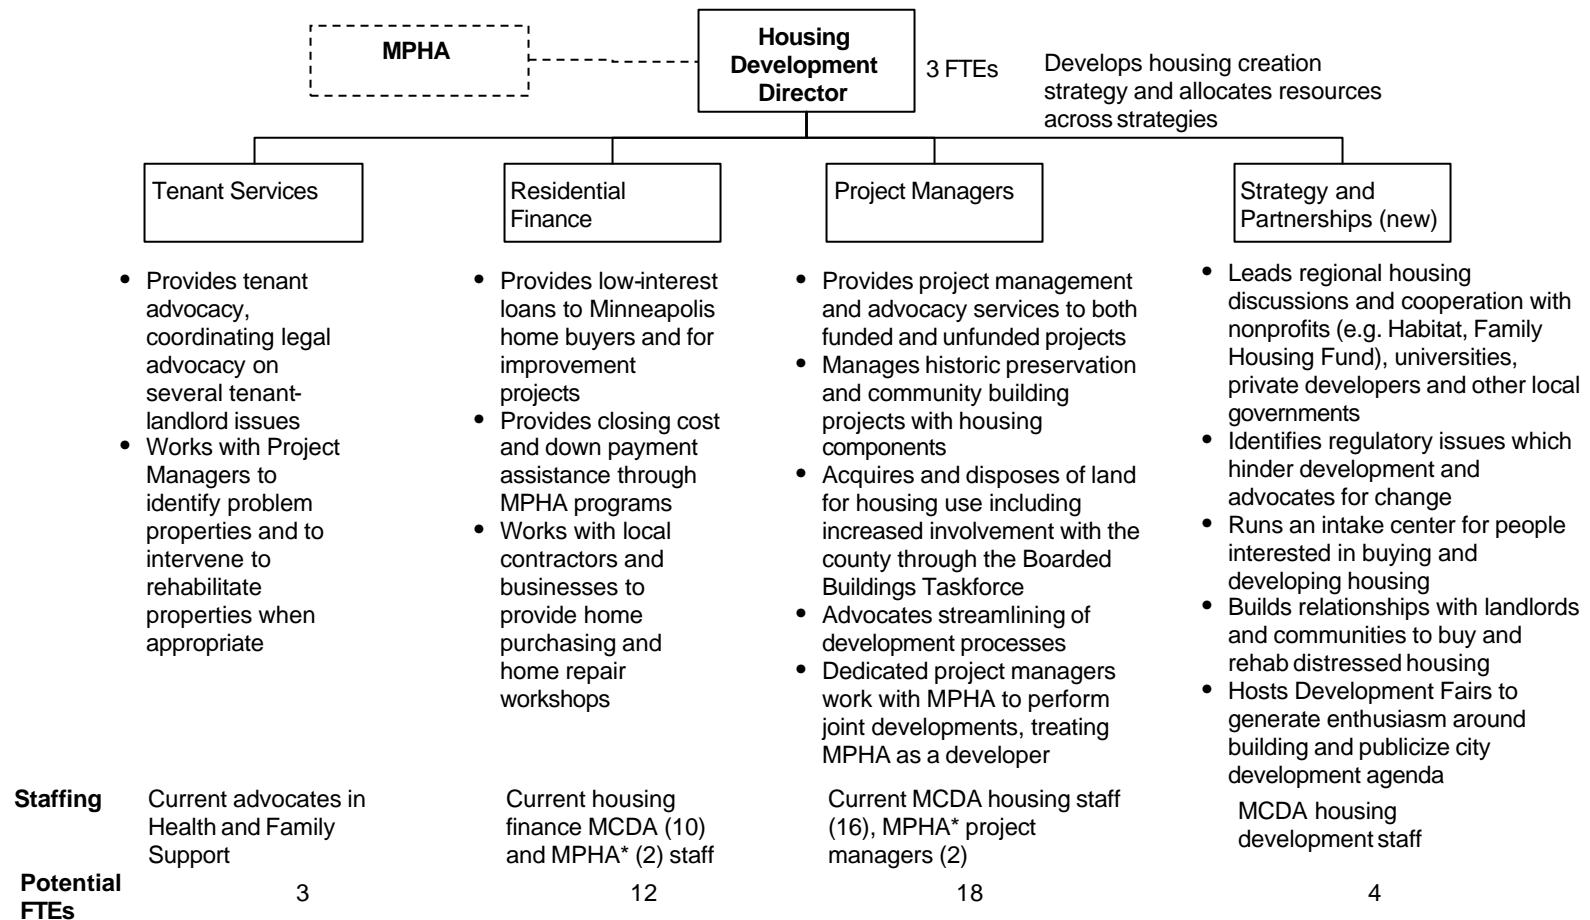 MPHA
Housing
Development
Director
3 FTEs
Develops housing creation
strategy and allocates resources
across strategies
Tenant Services
Residential
Finance
Project Managers
Strategy and
Partnerships (new)
• Provides tenant
advocacy,
coordinating legal
advocacy on
several tenant-
landlord issues
• Works with Project
Managers to
identify problem
properties and to
intervene to
rehabilitate
properties when
appropriate
• Provides low-interest
loans to Minneapolis
home buyers and for
improvement
projects
• Provides closing cost
and down payment
assistance through
MPHA programs
• Works with local
contractors and
businesses to
provide home
purchasing and
home repair
workshops
• Provides project management
and advocacy services to both
funded and unfunded projects
• Manages historic preservation
and community building
projects with housing
components
• Acquires and disposes of land
for housing use including
increased involvement with the
county through the Boarded
Buildings Taskforce
• Advocates streamlining of
development processes
• Dedicated project managers
work with MPHA to perform
joint developments, treating
MPHA as a developer
• Leads regional housing
discussions and cooperation with
nonprofits (e.g. Habitat, Family
Housing Fund), universities,
private developers and other local
governments
• Identifies regulatory issues which
hinder development and
advocates for change
• Runs an intake center for people
interested in buying and
developing housing
• Builds relationships with landlords
and communities to buy and
rehab distressed housing
• Hosts Development Fairs to
generate enthusiasm around
building and publicize city
development agenda
Staffing
Current advocates in
Health and Family
Support
Current housing
finance MCDA (10)
and MPHA* (2) staff
Current MCDA housing staff
(16), MPHA* project
managers (2)
MCDA housing
development staff
Potential
FTEs
3
12
18
4